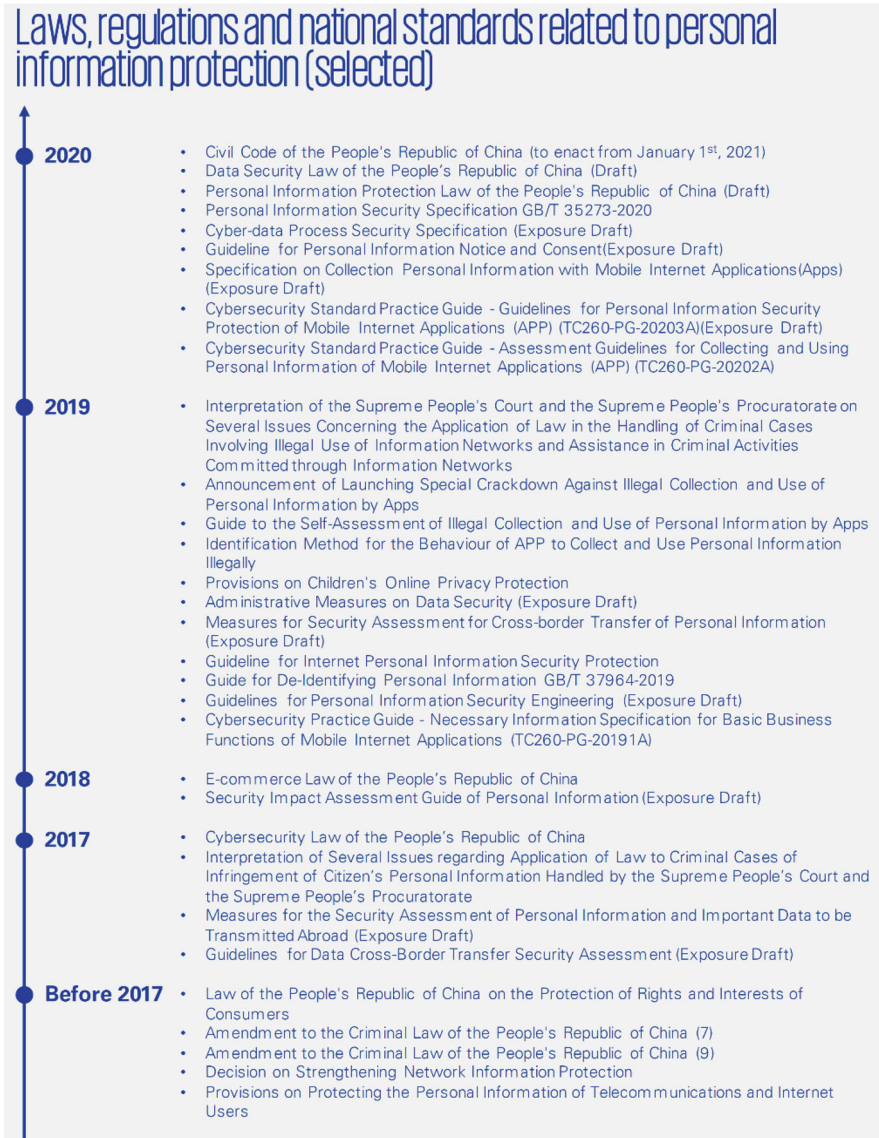 Laws, regulations and national standards related to personal
information protection (selected)
2020
• Civil Code of the People's Republic of China (to enact from January 1st, 2021)
• Data Security Law of the People's Republic of China (Draft)
• Personal Information Protection Law of the People's Republic of China (Draft)
• Personal Information Security Specification GB/T 35273-2020
• Cyber-data Process Security Specification (Exposure Draft)
• Guideline for Personal Information Notice and Consent(Exposure Draft)
• Specification on Collection Personal Information with Mobile Internet Applications(Apps)
(Exposure Draft)
• Cybersecurity Standard Practice Guide - Guidelines for Personal Information Security
Protection of Mobile Internet Applications (APP) (TC260-PG-20203A)(Exposure Draft)
• Cybersecurity Standard Practice Guide - Assessment Guidelines for Collecting and Using
Personal Information of Mobile Internet Applications (APP) (TC260-PG-20202A)
2019
• Interpretation of the Supreme People's Court and the Supreme People's Procuratorate on
Several Issues Concerning the Application of Law in the Handling of Criminal Cases
Involving Illegal Use of Information Networks and Assistance in Criminal Activities
Committed through Information Networks
• Announcement of Launching Special Crackdown Against Illegal Collection and Use of
Personal Information by Apps
• Guide to the Self-Assessment of Illegal Collection and Use of Personal Information by Apps
• Identification Method for the Behaviour of APP to Collect and Use Personal Information
Illegally
• Provisions on Children's Online Privacy Protection
• Administrative Measures on Data Security (Exposure Draft)
• Measures for Security Assessment for Cross-border Transfer of Personal Information
(Exposure Draft)
• Guideline for Internet Personal Information Security Protection
• Guide for De-Identifying Personal Information GB/T 37964-2019
• Guidelines for Personal Information Security Engineering (Exposure Draft)
• Cybersecurity Practice Guide - Necessary Information Specification for Basic Business
Functions of Mobile Internet Applications (TC260-PG-20191A)
2018
• E-commerce Law of the People's Republic of China
• Security Impact Assessment Guide of Personal Information (Exposure Draft)
2017
• Cybersecurity Law of the People's Republic of China
• Interpretation of Several Issues regarding Application of Law to Criminal Cases of
Infringement of Citizen's Personal Information Handled by the Supreme People's Court and
the Supreme People's Procuratorate
• Measures for the Security Assessment of Personal Information and Important Data to be
Transmitted Abroad (Exposure Draft)
• Guidelines for Data Cross-Border Transfer Security Assessment (Exposure Draft)
Before 2017
• Law of the People's Republic of China on the Protection of Rights and Interests of
Consumers
• Amendment to the Criminal Law of the People's Republic of China (7)
• Amendment to the Criminal Law of the People's Republic of China (9)
• Decision on Strengthening Network Information Protection
• Provisions on Protecting the Personal Information of Telecommunications and Internet
Users